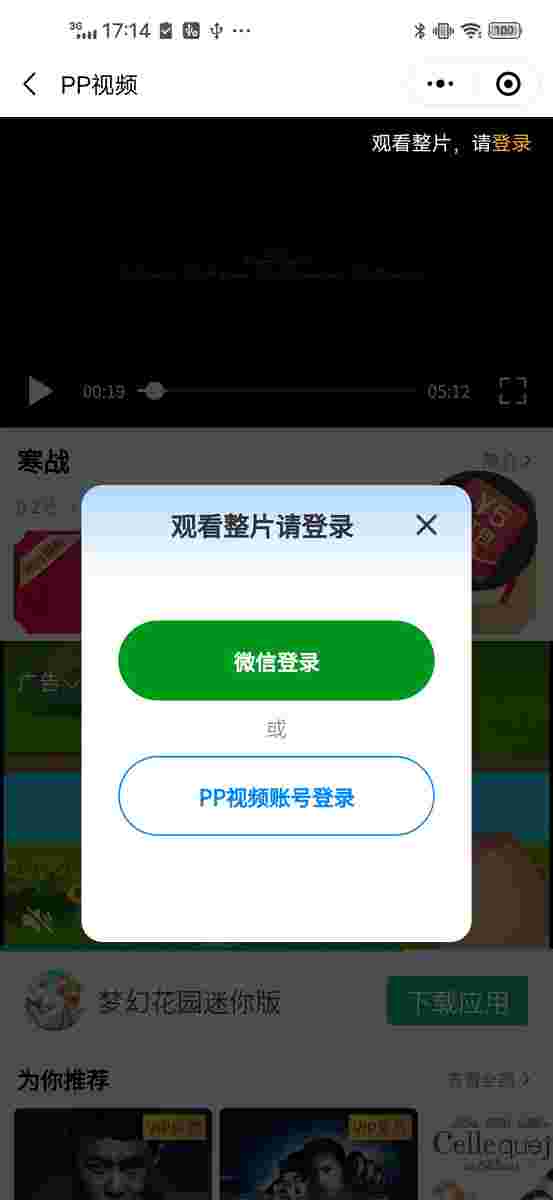 3G 17:14 100
PP视频
观看整片，请登录
00:19 05:12
寒战
简介
¥5
观看整片请登录
广告
微信登录
或
PP视频账号登录
梦幻花园迷你版
下载应用
为你推荐
查看全部
VIP免费
VIP免费